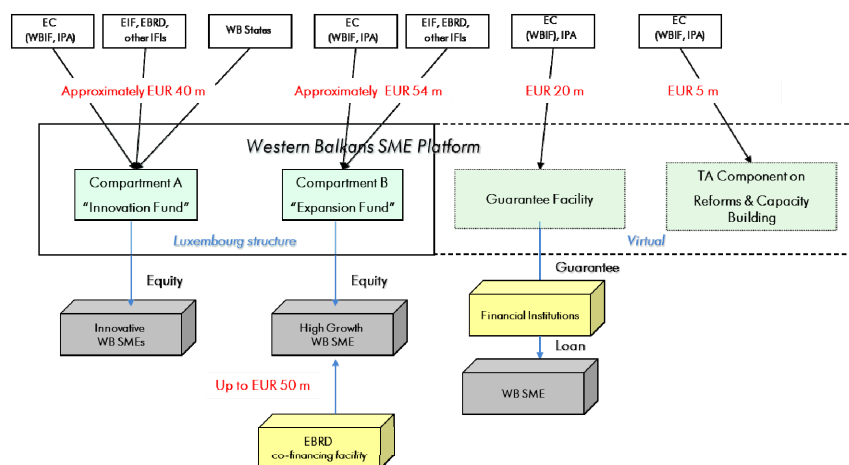 EC
(WBIF, IPA)
EIF, EBRD,
other IFIs
WB States
EC
(WBIF, IPA)
EIF, EBRD,
other IFIs
EC
(WBIF), IPA
EC
(WBIF, IPA)
Approximately EUR 40 m
Approximately EUR 54 m
EUR 20 m
EUR 5 m
Western Balkans SME Platform
Compartment A
"Innovation Fund"
Compartment B
"Expansion Fund"
Guarantee Facility
TA Component on
Reforms & Capacity
Building
Luxembourg structure
Virtual
Equity
Equity
Guarantee
Innovative
WB SMEs
High Growth
WB SME
Financial Institutions
Loan
Up to EUR 50 m
WB SME
EBRD
co-financing facility